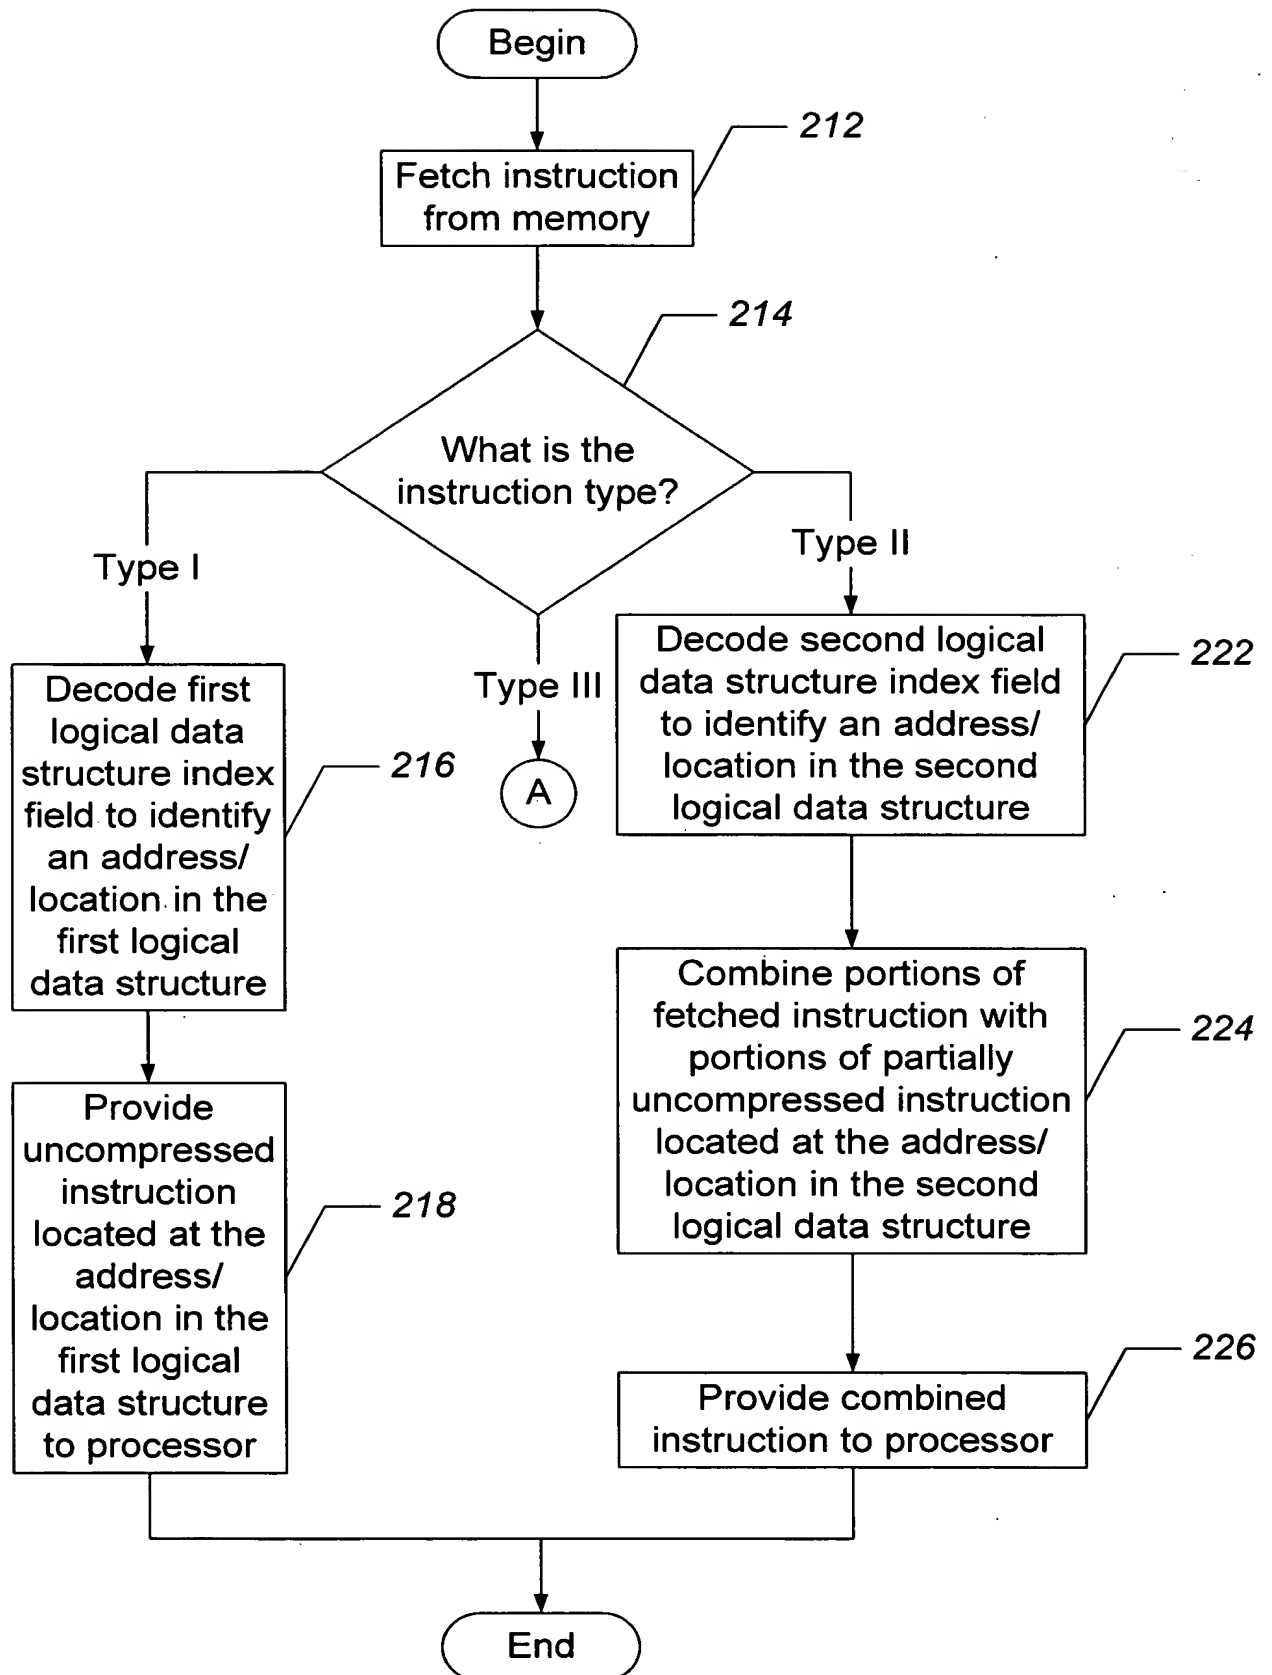 Begin
212
Fetch instruction
from memory
214
What is the
instruction type?
Type I
Type II
Type III
A
Decode first
logical data
structure index
field to identify
an address/
location in the
first logical
data structure
216
Decode second logical
data structure index field
to identify an address/
location in the second
logical data structure
222
Provide
uncompressed
instruction
located at the
address/
location in the
first logical
data structure
to processor
218
Combine portions of
fetched instruction with
portions of partially
uncompressed instruction
located at the address/
location in the second
logical data structure
224
Provide combined
instruction to processor
226
End